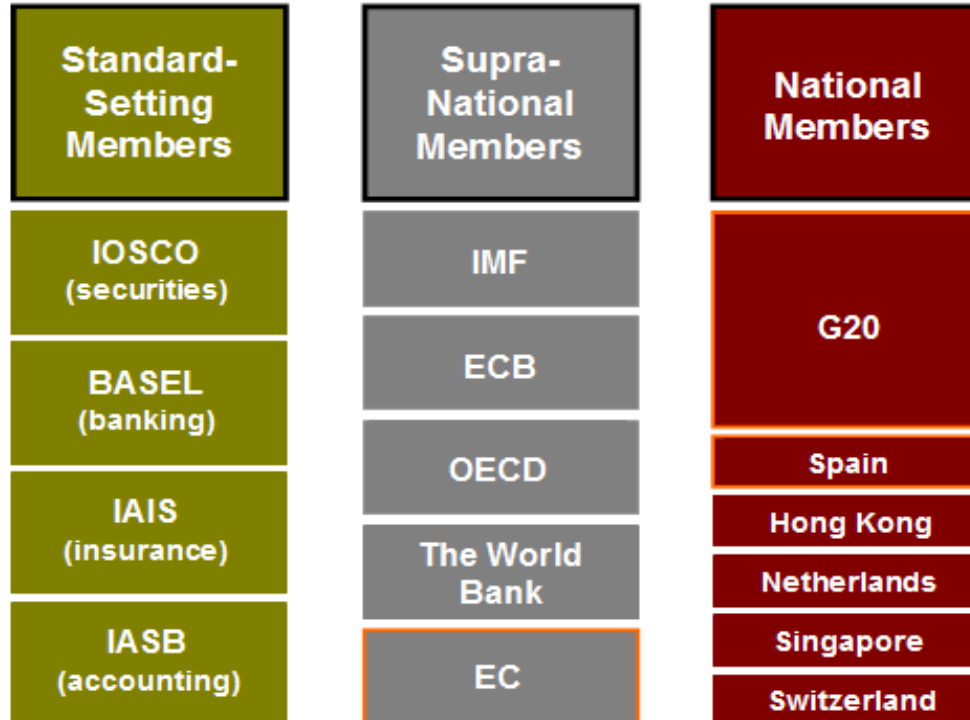 Standard-
Setting
Members
IOSCO
(securities)
BASEL
(banking)
IAIS
(insurance)
IASB
(accounting)
Supra-
National
Members
IMF
ECB
OECD
The World
Bank
EC
National
Members
G20
Spain
Hong Kong
Netherlands
Singapore
Switzerland